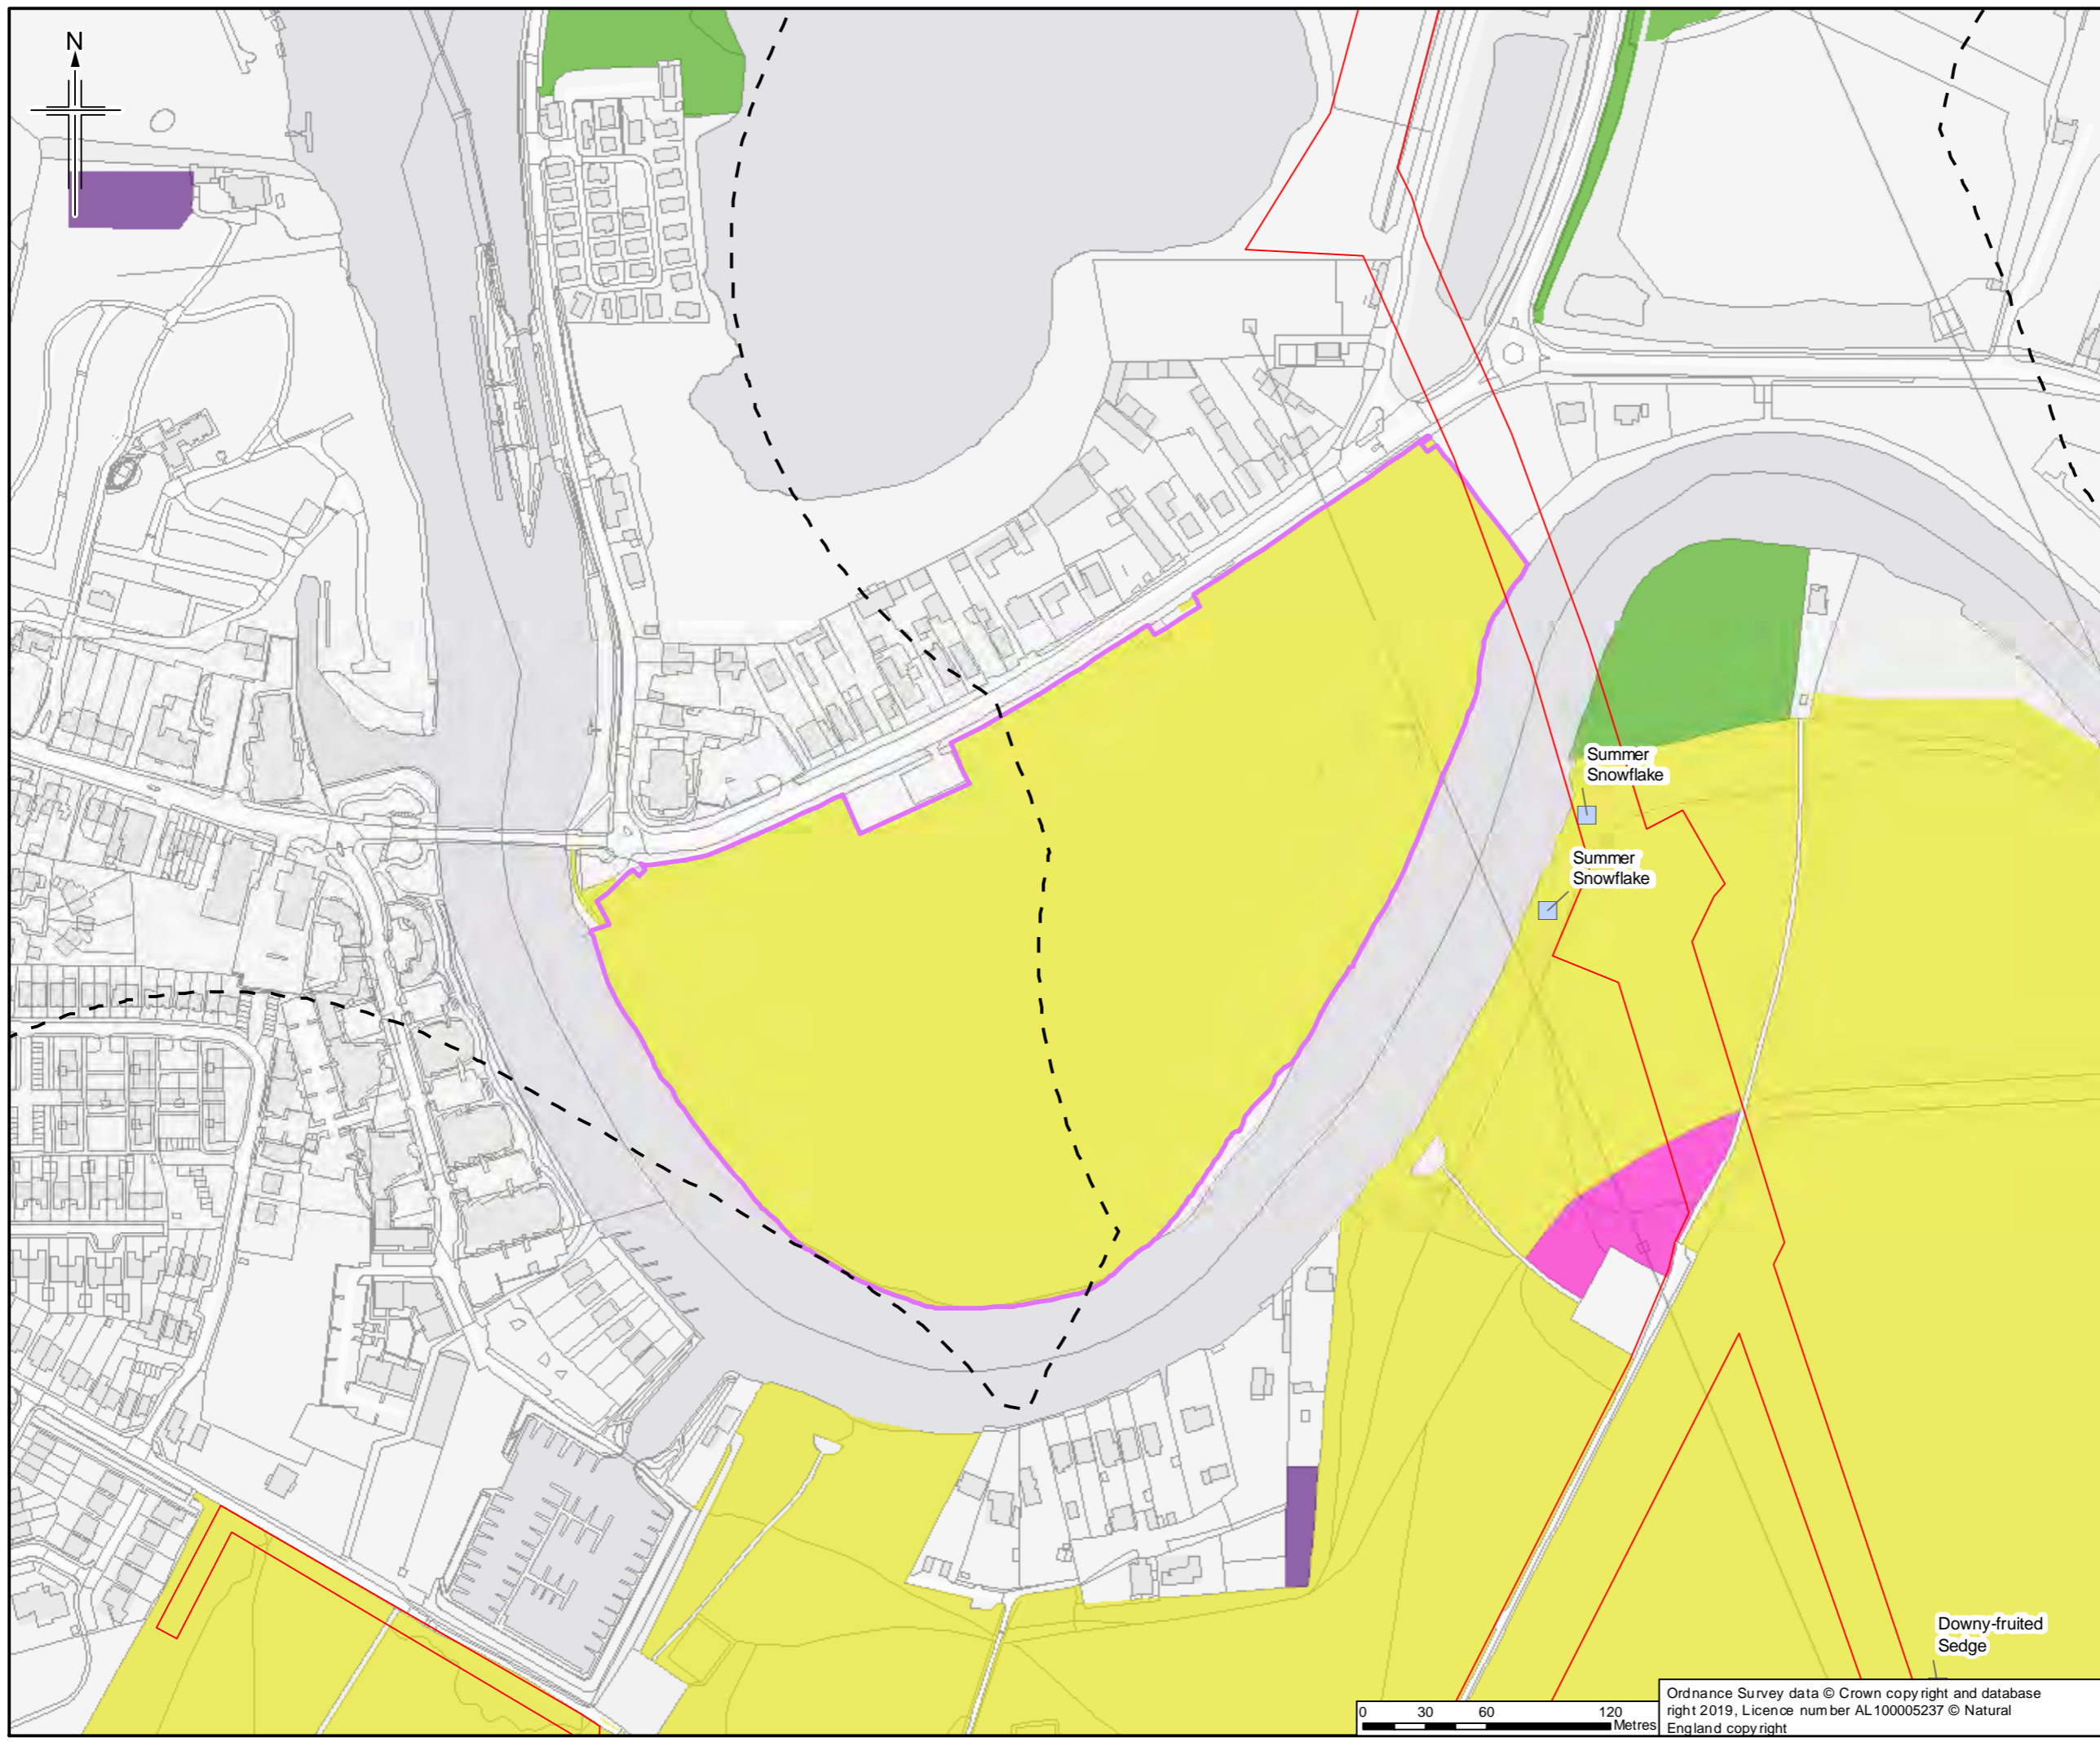 N
Summer
Snowflake
Summer
Snowflake
Downy-fruited
Sedge
0 30 60 120
Metres
Ordnance Survey data © Crown copyright and database
right 2019, Licence number AL100005237 © Natural
England copyright